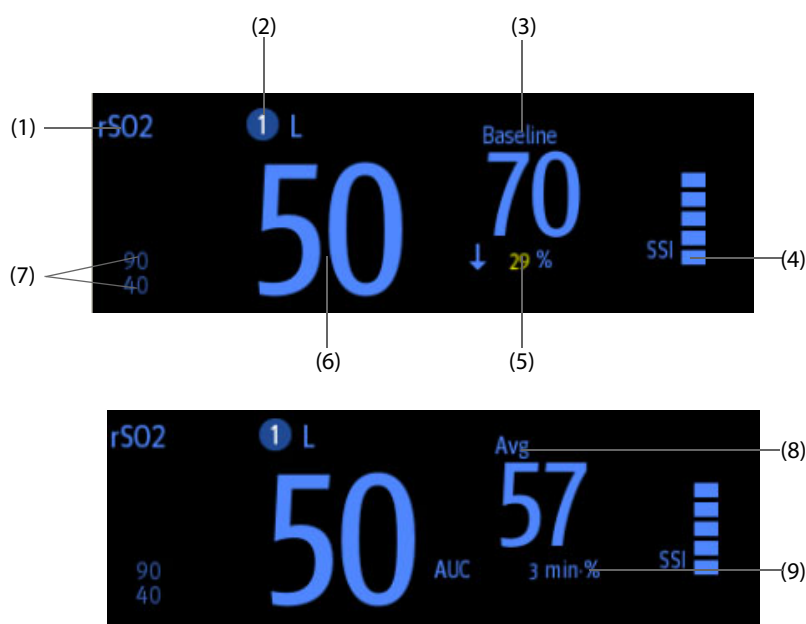 (2) (3)
(1) rSO2 1 L Baseline
50 70
SSI (4)
(7) 90 ↓ 29 %
40
(6) (5)
rSO2 1 L Avg (8)
50 57
90 AUC 3 min·% SSI (9)
40